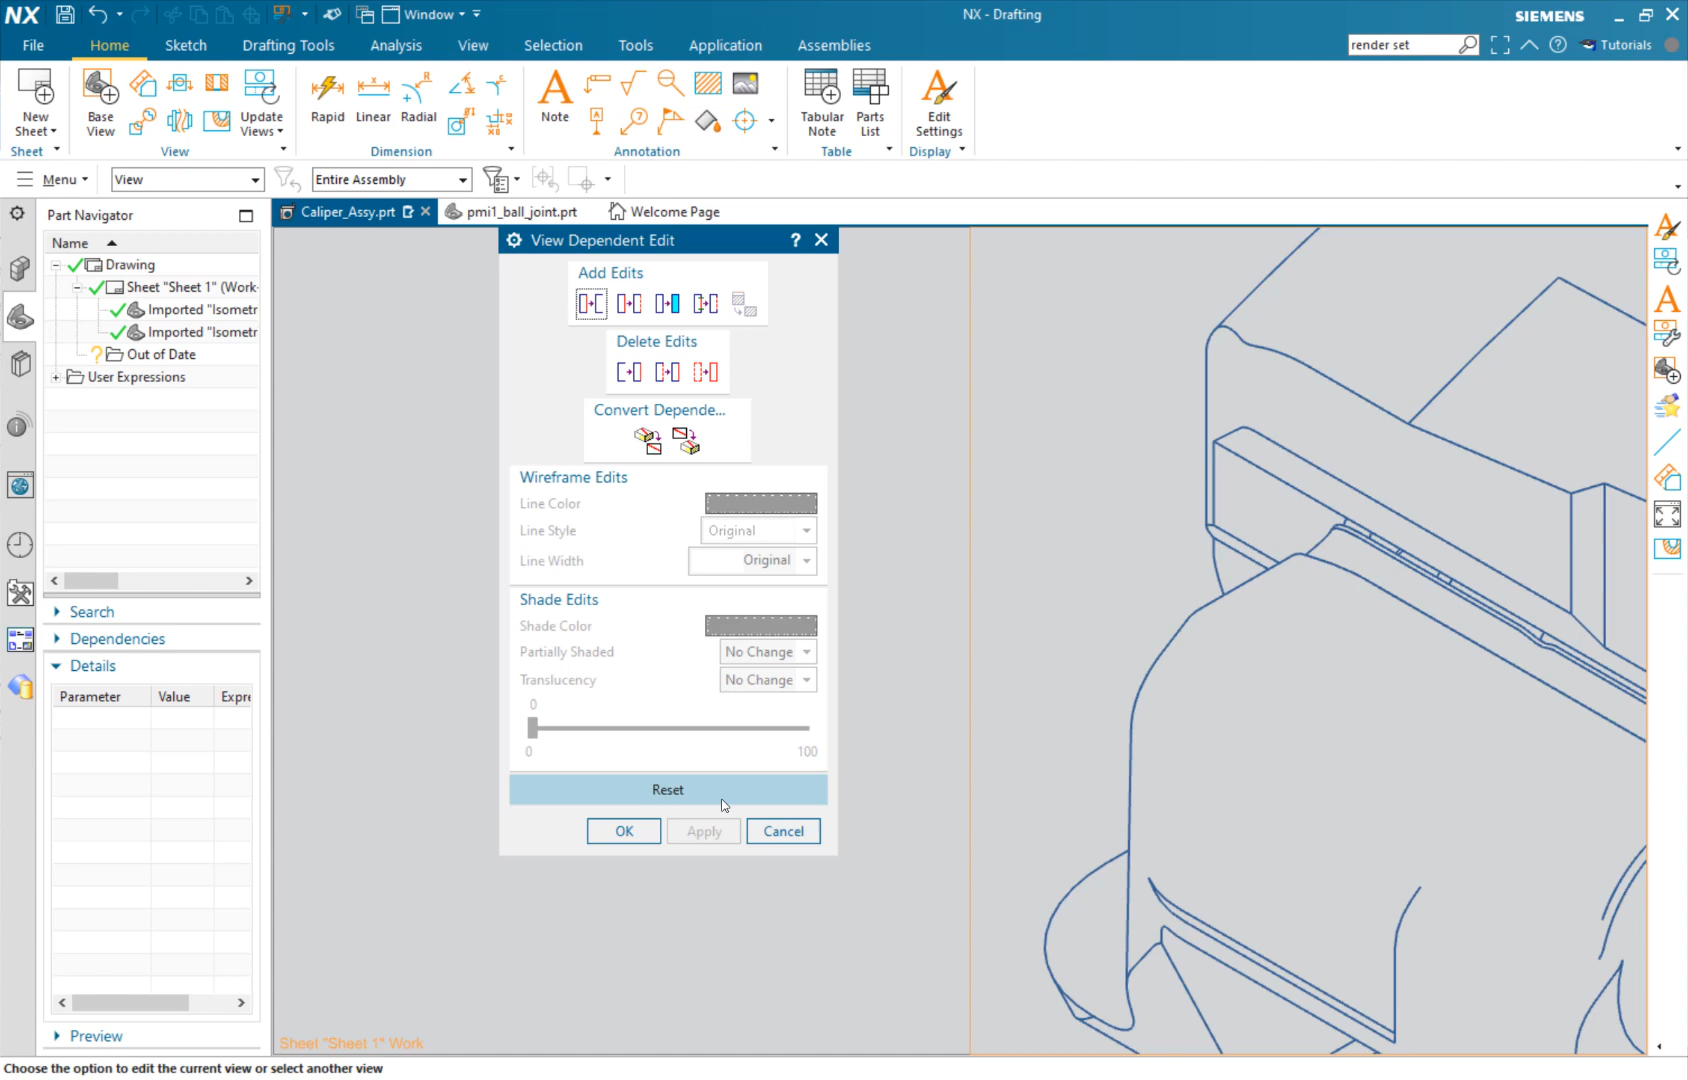 NX
Window
NX - Drafting
SIEMENS
File
Home
Sketch
Drafting Tools
Analysis
View
Selection
Tools
Application
Assemblies
render set
Tutorials
New Sheet
Base View
Update Views
Rapid
Linear
Radial
Note
Tabular Note
Parts List
Edit Settings
Sheet
View
Dimension
Annotation
Table
Display
Menu
View
Entire Assembly
Part Navigator
Caliper_Assy.prt
pmi1_ball_joint.prt
Welcome Page
Name
Drawing
Sheet "Sheet 1" (Work-
Imported "Isometr
Imported "Isometr
Out of Date
User Expressions
Search
Dependencies
Details
Parameter
Value
Expre
Preview
View Dependent Edit
Add Edits
Delete Edits
Convert Depende...
Wireframe Edits
Line Color
Line Style
Original
Line Width
Original
Shade Edits
Shade Color
Partially Shaded
No Change
Translucency
No Change
0
0
100
Reset
OK
Apply
Cancel
Sheet "Sheet 1" Work
Choose the option to edit the current view or select another view